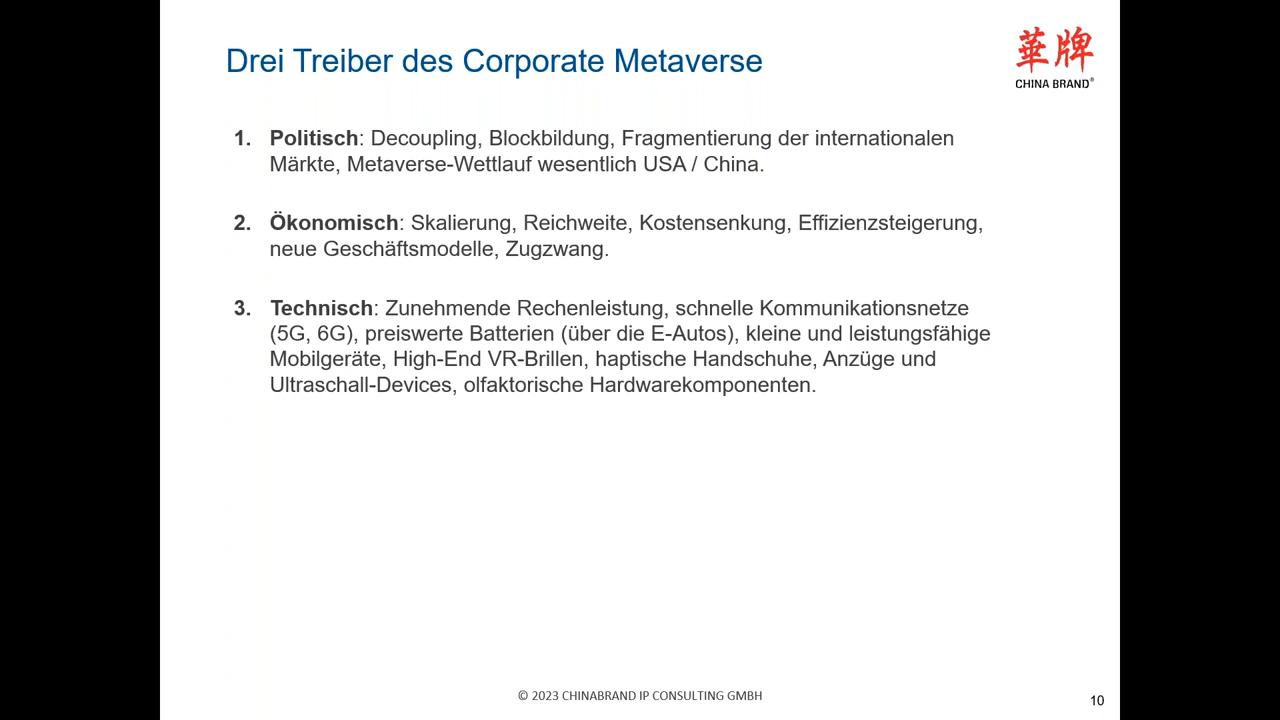 Drei Treiber des Corporate Metaverse
華牌
CHINA BRAND®
1. Politisch: Decoupling, Blockbildung, Fragmentierung der internationalen
Märkte, Metaverse-Wettlauf wesentlich USA / China.
2. Ökonomisch: Skalierung, Reichweite, Kostensenkung, Effizienzsteigerung,
neue Geschäftsmodelle, Zugzwang.
3. Technisch: Zunehmende Rechenleistung, schnelle Kommunikationsnetze
(5G, 6G), preiswerte Batterien (über die E-Autos), kleine und leistungsfähige
Mobilgeräte, High-End VR-Brillen, haptische Handschuhe, Anzüge und
Ultraschall-Devices, olfaktorische Hardwarekomponenten.
© 2023 CHINABRAND IP CONSULTING GMBH
10